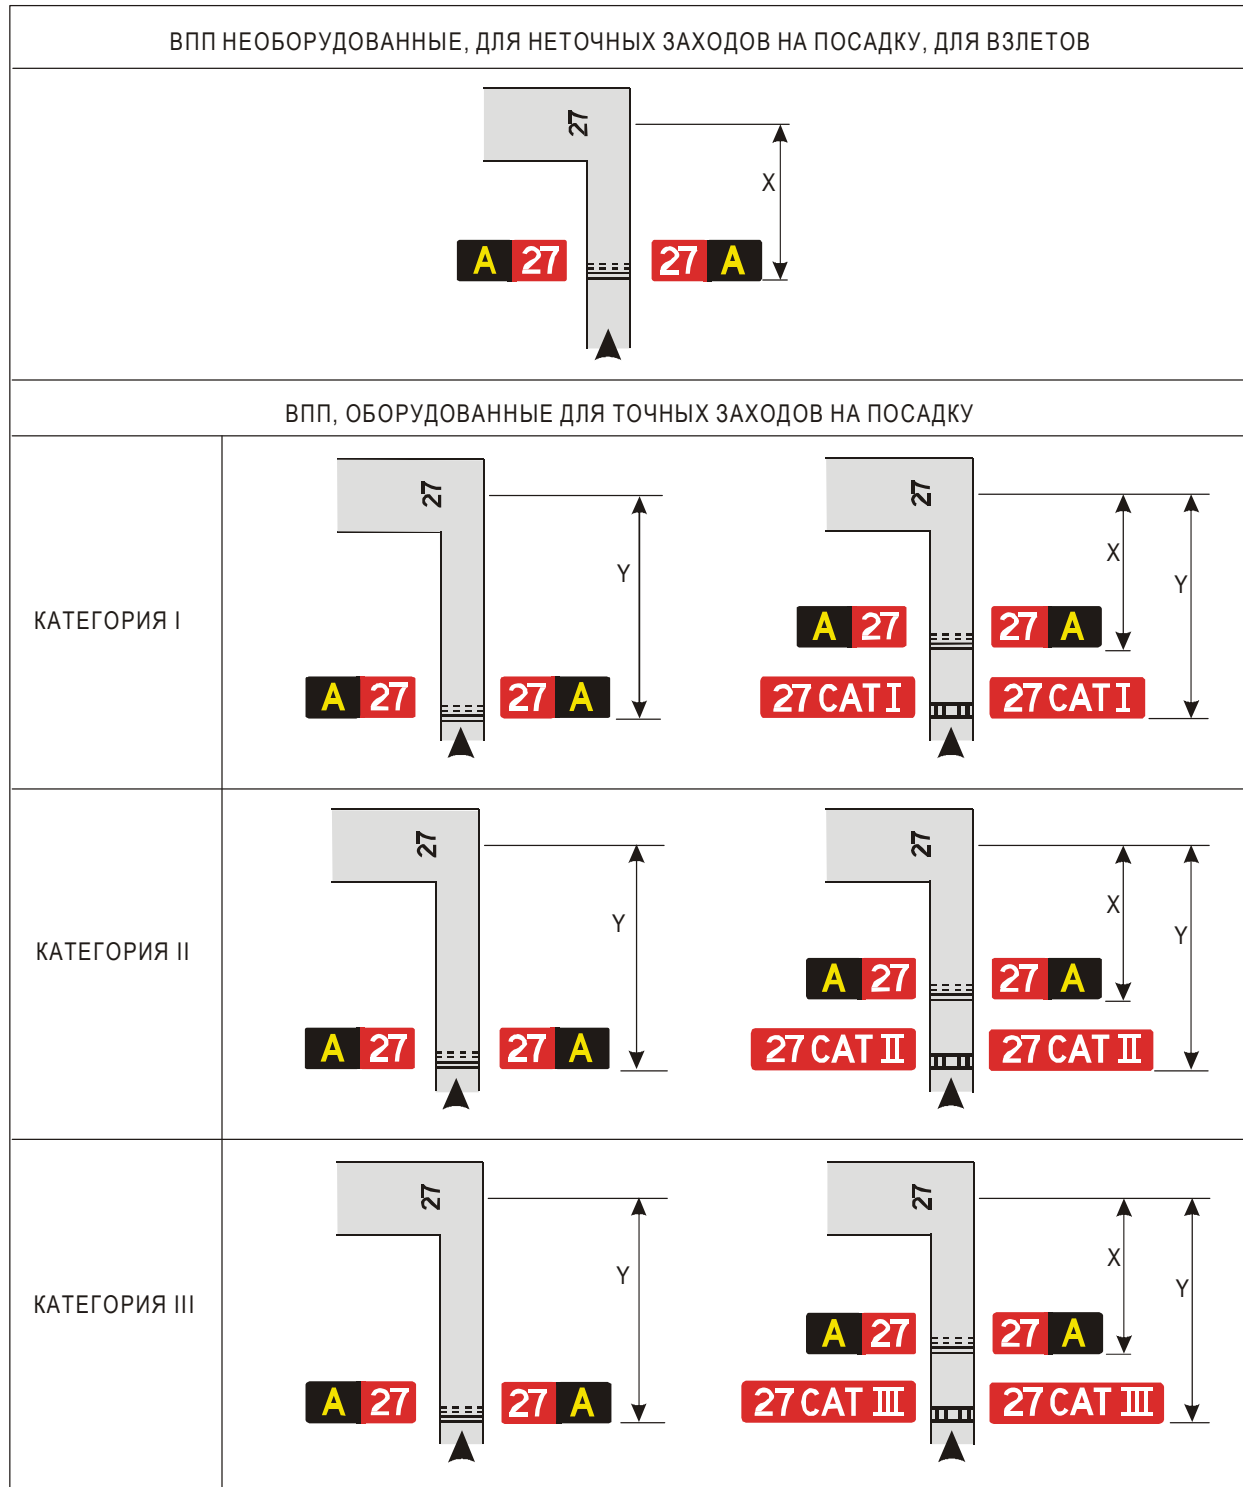 ВПП НЕОБОРУДОВАННЫЕ, ДЛЯ НЕТОЧНЫХ ЗАХОДОВ НА ПОСАДКУ, ДЛЯ ВЗЛЕТОВ
27
X
A 27 27 A
ВПП, ОБОРУДОВАННЫЕ ДЛЯ ТОЧНЫХ ЗАХОДОВ НА ПОСАДКУ
КАТЕГОРИЯ I
27
Y
A 27 27 A
27
X
Y
A 27 27 A
27 CAT I 27 CAT I
КАТЕГОРИЯ II
27
Y
A 27 27 A
27
X
Y
A 27 27 A
27 CAT II 27 CAT II
КАТЕГОРИЯ III
27
Y
A 27 27 A
27
X
Y
A 27 27 A
27 CAT III 27 CAT III